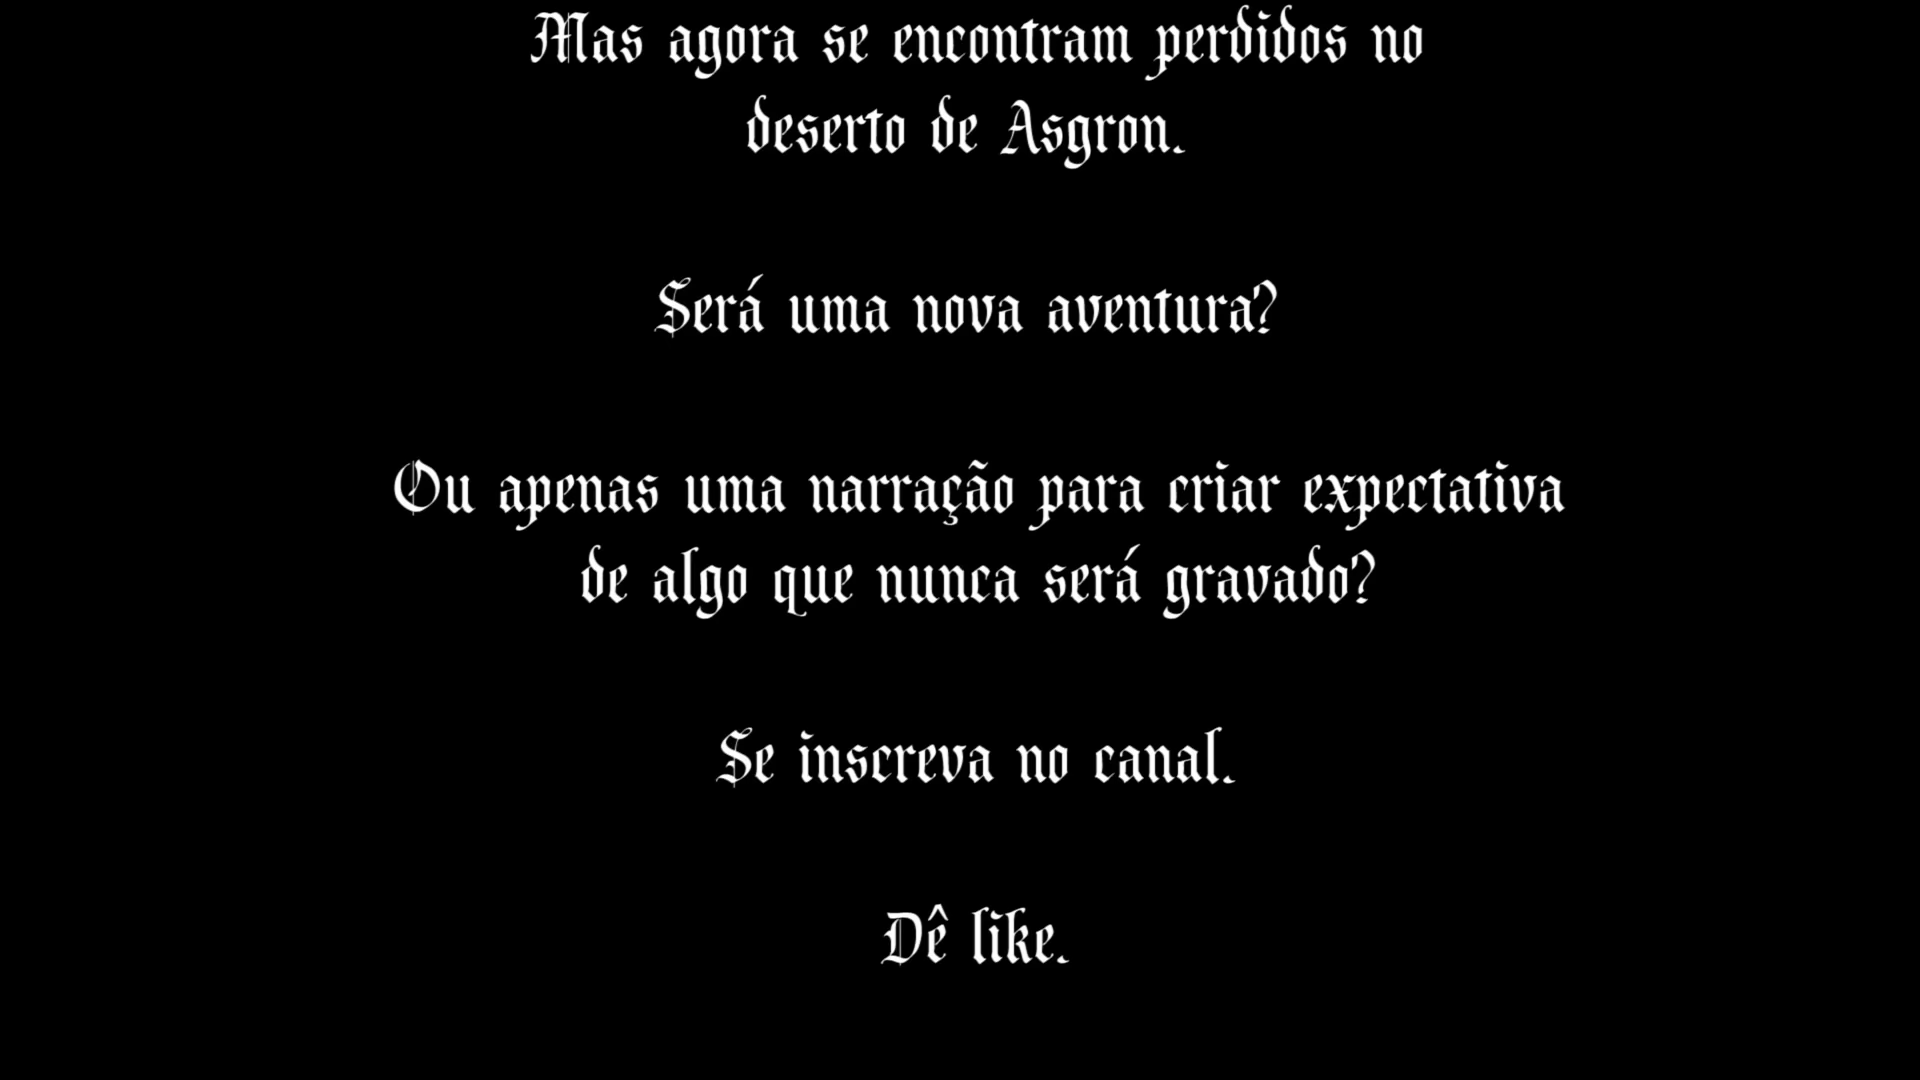 Mas agora se encontram perdidos no
deserto de Asgron.
Será uma nova aventura?
Ou apenas uma narração para criar expectativa
de algo que nunca será gravado?
Se inscreva no canal.
Dê like.